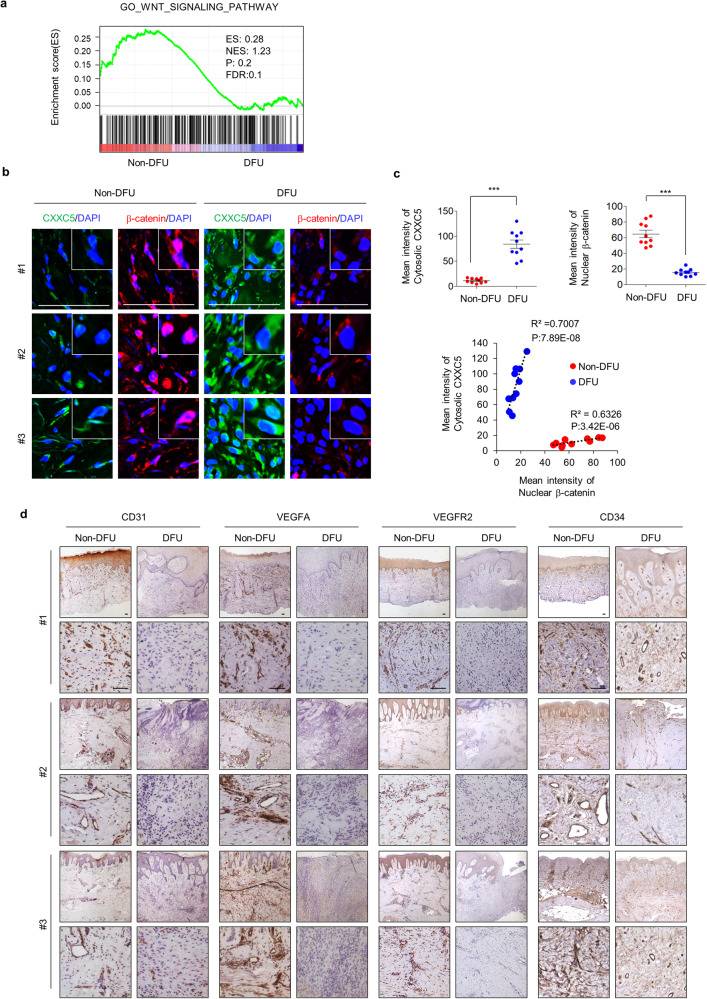 a
GO_WNT_SIGNALING_PATHWAY
Enrichment score(ES)
0.25
0.20
0.15
0.10
0.05
0.00
ES: 0.28
NES: 1.23
P: 0.2
FDR:0.1
Non-DFU DFU
b
Non-DFU DFU
CXXC5/DAPI β-catenin/DAPI CXXC5/DAPI β-catenin/DAPI
#1
#2
#3
c
Mean intensity of
Cytosolic CXXC5
150
100
50
0
***
Non-DFU DFU
Mean intensity of
Nuclear β-catenin
100
80
60
40
20
0
***
Non-DFU DFU
Mean intensity of
Cytosolic CXXC5
140
120
100
80
60
40
20
0
R² =0.7007
P:7.89E-08
Non-DFU
DFU
R² = 0.6326
P:3.42E-06
0 20 40 60 80 100
Mean intensity of
Nuclear β-catenin
d
CD31 VEGFA VEGFR2 CD34
Non-DFU DFU Non-DFU DFU Non-DFU DFU Non-DFU DFU
#1
#2
#3